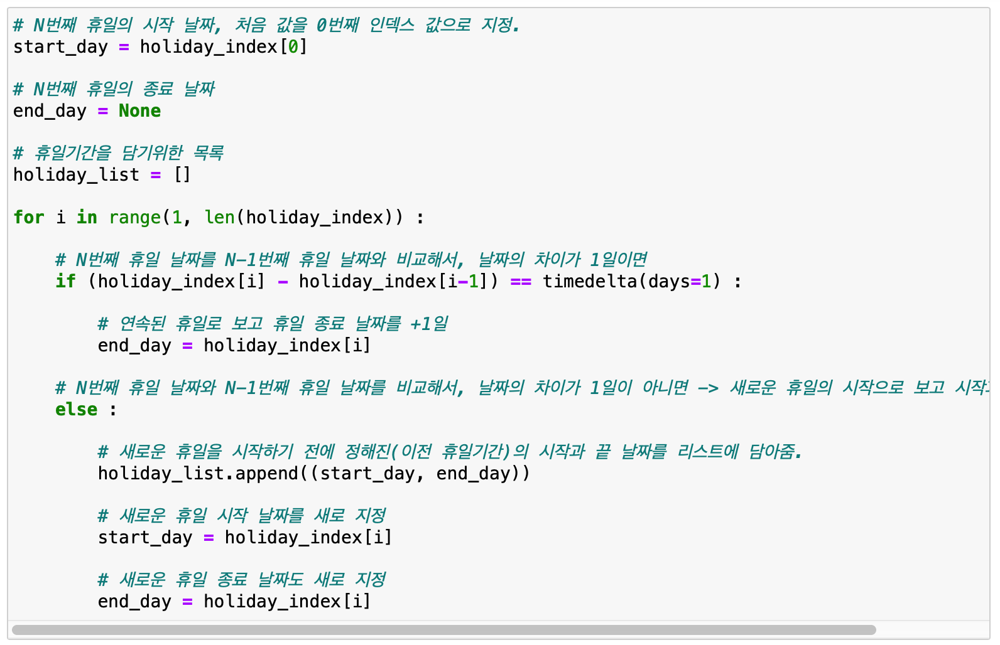 # N번째 휴일의 시작 날짜, 처음 값을 0번째 인덱스 값으로 지정.
start_day = holiday_index[0]
# N번째 휴일의 종료 날짜
end_day = None
# 휴일기간을 담기위한 목록
holiday_list = []
for i in range(1, len(holiday_index)) :
# N번째 휴일 날짜를 N-1번째 휴일 날짜와 비교해서, 날짜의 차이가 1일이면
if (holiday_index[i] - holiday_index[i-1]) == timedelta(days=1) :
# 연속된 휴일로 보고 휴일 종료 날짜를 +1일
end_day = holiday_index[i]
# N번째 휴일 날짜와 N-1번째 휴일 날짜를 비교해서, 날짜의 차이가 1일이 아니면 -> 새로운 휴일의 시작으로 보고 시작
else :
# 새로운 휴일을 시작하기 전에 정해진(이전 휴일기간)의 시작과 끝 날짜를 리스트에 담아줌.
holiday_list.append((start_day, end_day))
# 새로운 휴일 시작 날짜를 새로 지정
start_day = holiday_index[i]
# 새로운 휴일 종료 날짜도 새로 지정
end_day = holiday_index[i]